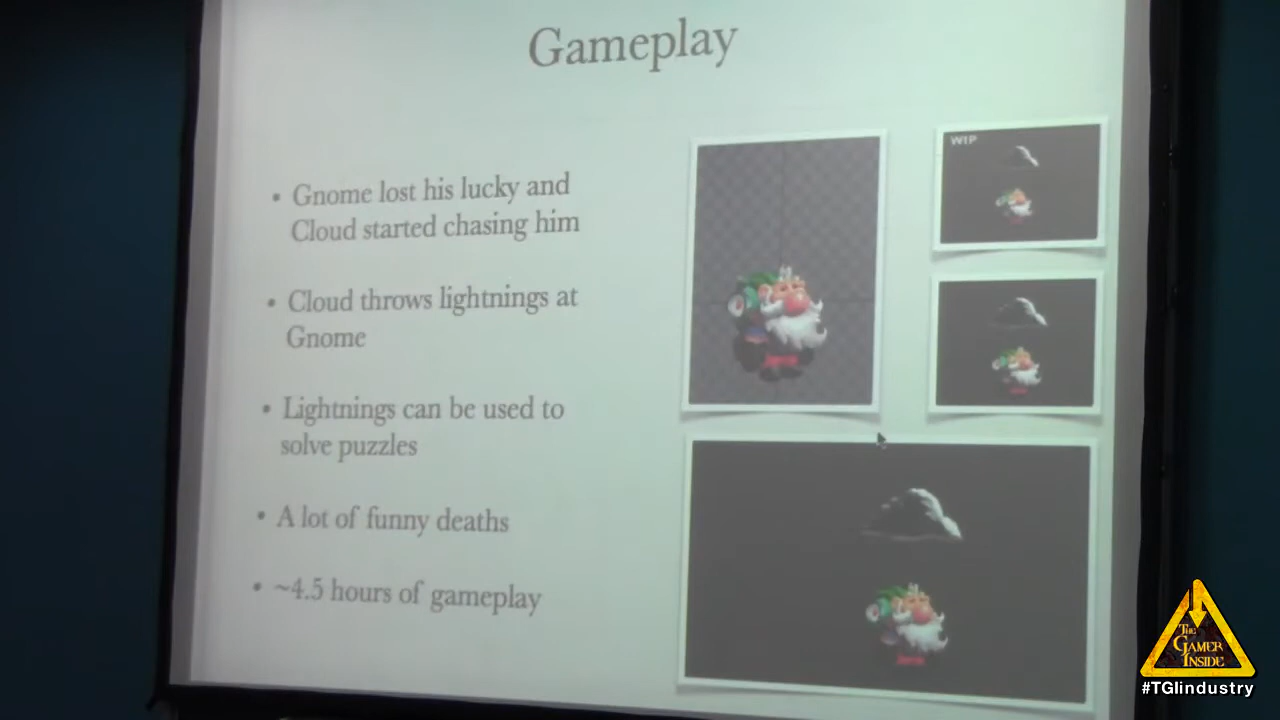 Gameplay
• Gnome lost his lucky and
Cloud started chasing him
• Cloud throws lightnings at
Gnome
• Lightnings can be used to
solve puzzles
• A lot of funny deaths
• ~4.5 hours of gameplay
WIP
THE
GAMER
INSIDE
#TGIindustry